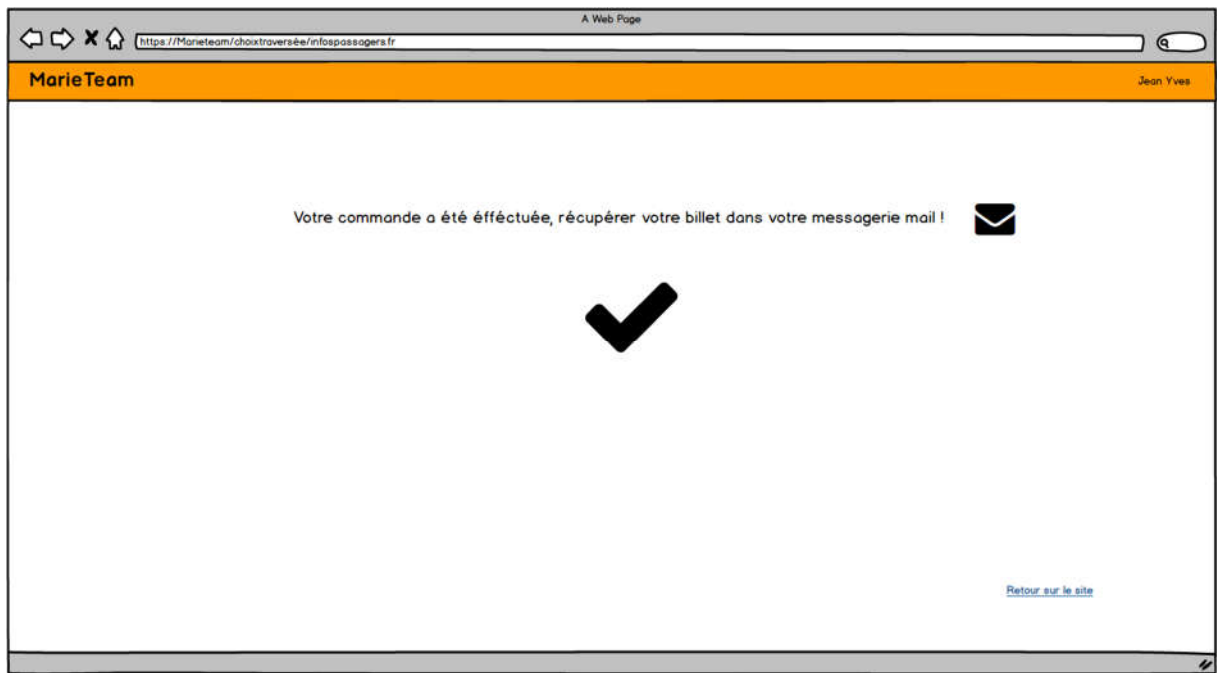 A Web Page
https://Marieteam/choixtraversée/infospassagers.fr
MarieTeam
Jean Yves
Votre commande a été éfféctuée, récupérer votre billet dans votre messagerie mail !
Retour sur le site